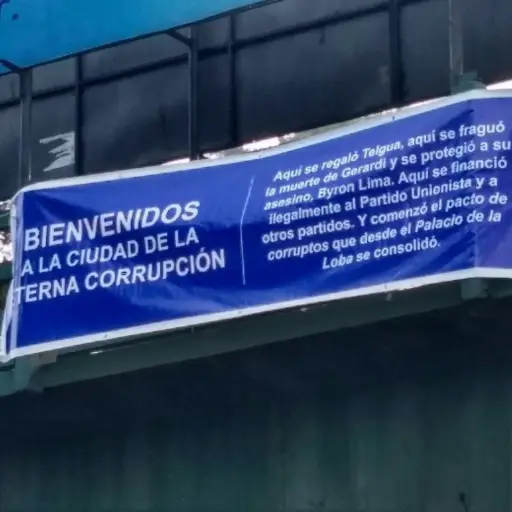 BIENVENIDOS
A LA CIUDAD DE LA
TERNA CORRUPCIÓN
Aquí se regaló Telgua, aquí se fraguó
la muerte de Gerardi y se protegió a su
asesino, Byron Lima. Aquí se financió
ilegalmente al Partido Unionista y a
otros partidos. Y comenzó el pacto de
corruptos que desde el Palacio de la
Loba se consolidó.